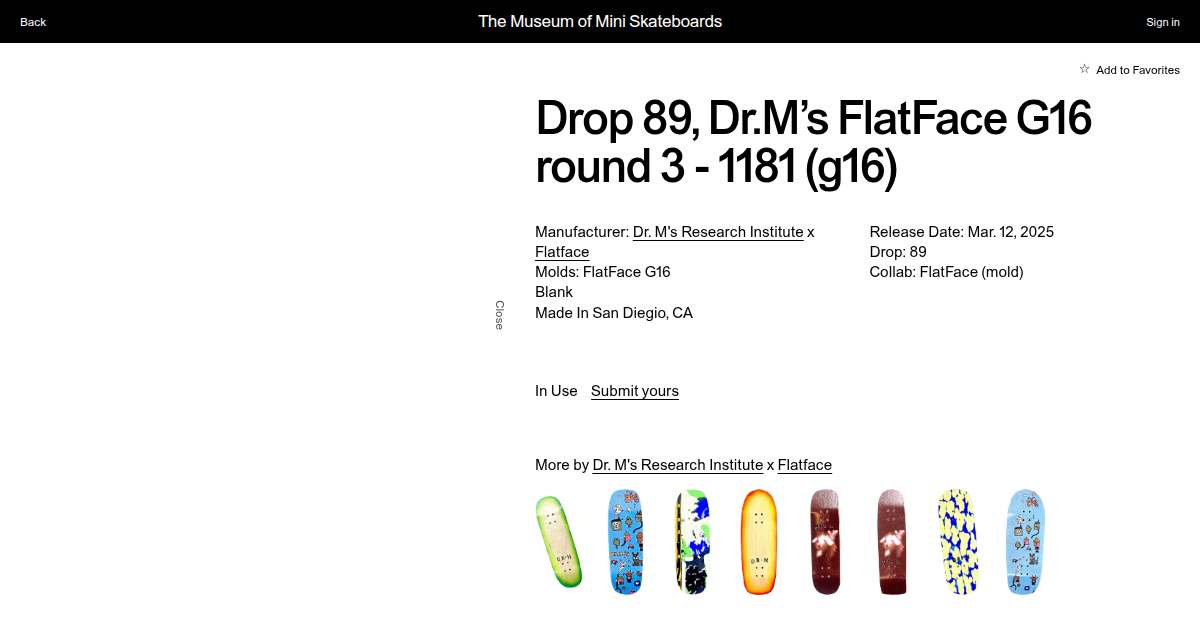 Back
The Museum of Mini Skateboards
Sign in
☆ Add to Favorites
Drop 89, Dr.M’s FlatFace G16
round 3 - 1181 (g16)
Manufacturer: Dr. M's Research Institute x
Flatface
Molds: FlatFace G16
Blank
Made In San Diegio, CA
Release Date: Mar. 12, 2025
Drop: 89
Collab: FlatFace (mold)
Close
In Use Submit yours
More by Dr. M's Research Institute x Flatface